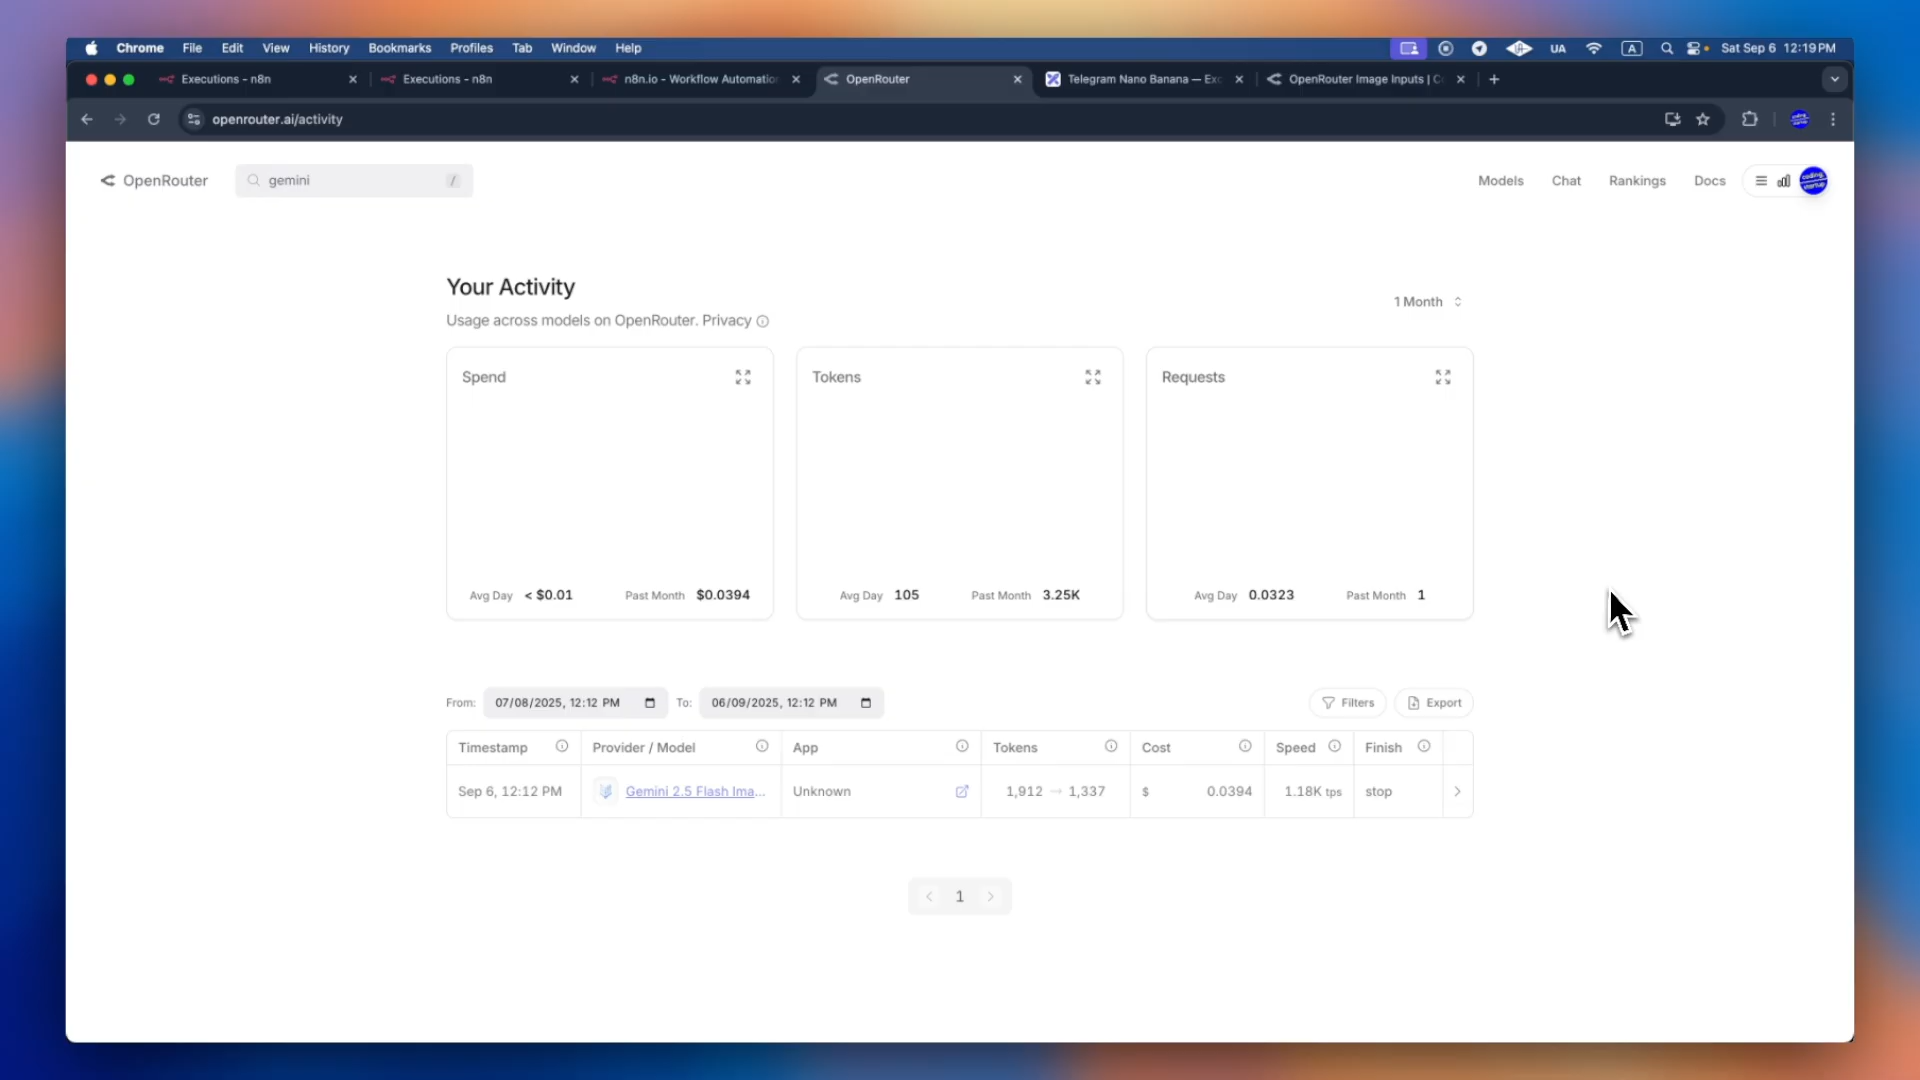 Chrome File Edit View History Bookmarks Profiles Tab Window Help UA A Sat Sep 6 12:19 PM
Executions - n8n Executions - n8n n8n.io - Workflow Automation OpenRouter Telegram Nano Banana — Exc OpenRouter Image Inputs | C
openrouter.ai/activity
OpenRouter gemini / Models Chat Rankings Docs coding startup
Your Activity
1 Month
Usage across models on OpenRouter. Privacy
Spend Tokens Requests
Avg Day < $0.01 Past Month $0.0394 Avg Day 105 Past Month 3.25K Avg Day 0.0323 Past Month 1
From: 07/08/2025, 12:12 PM To: 06/09/2025, 12:12 PM Filters Export
Timestamp Provider / Model App Tokens Cost Speed Finish
Sep 6, 12:12 PM Gemini 2.5 Flash Ima... Unknown 1,912 → 1,337 $ 0.0394 1.18K tps stop
< 1 >